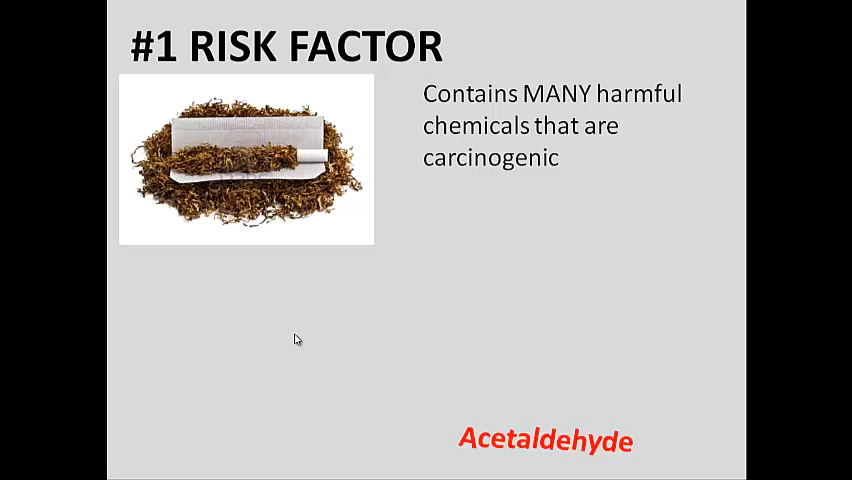 #1 RISK FACTOR
Contains MANY harmful
chemicals that are
carcinogenic
Acetaldehyde